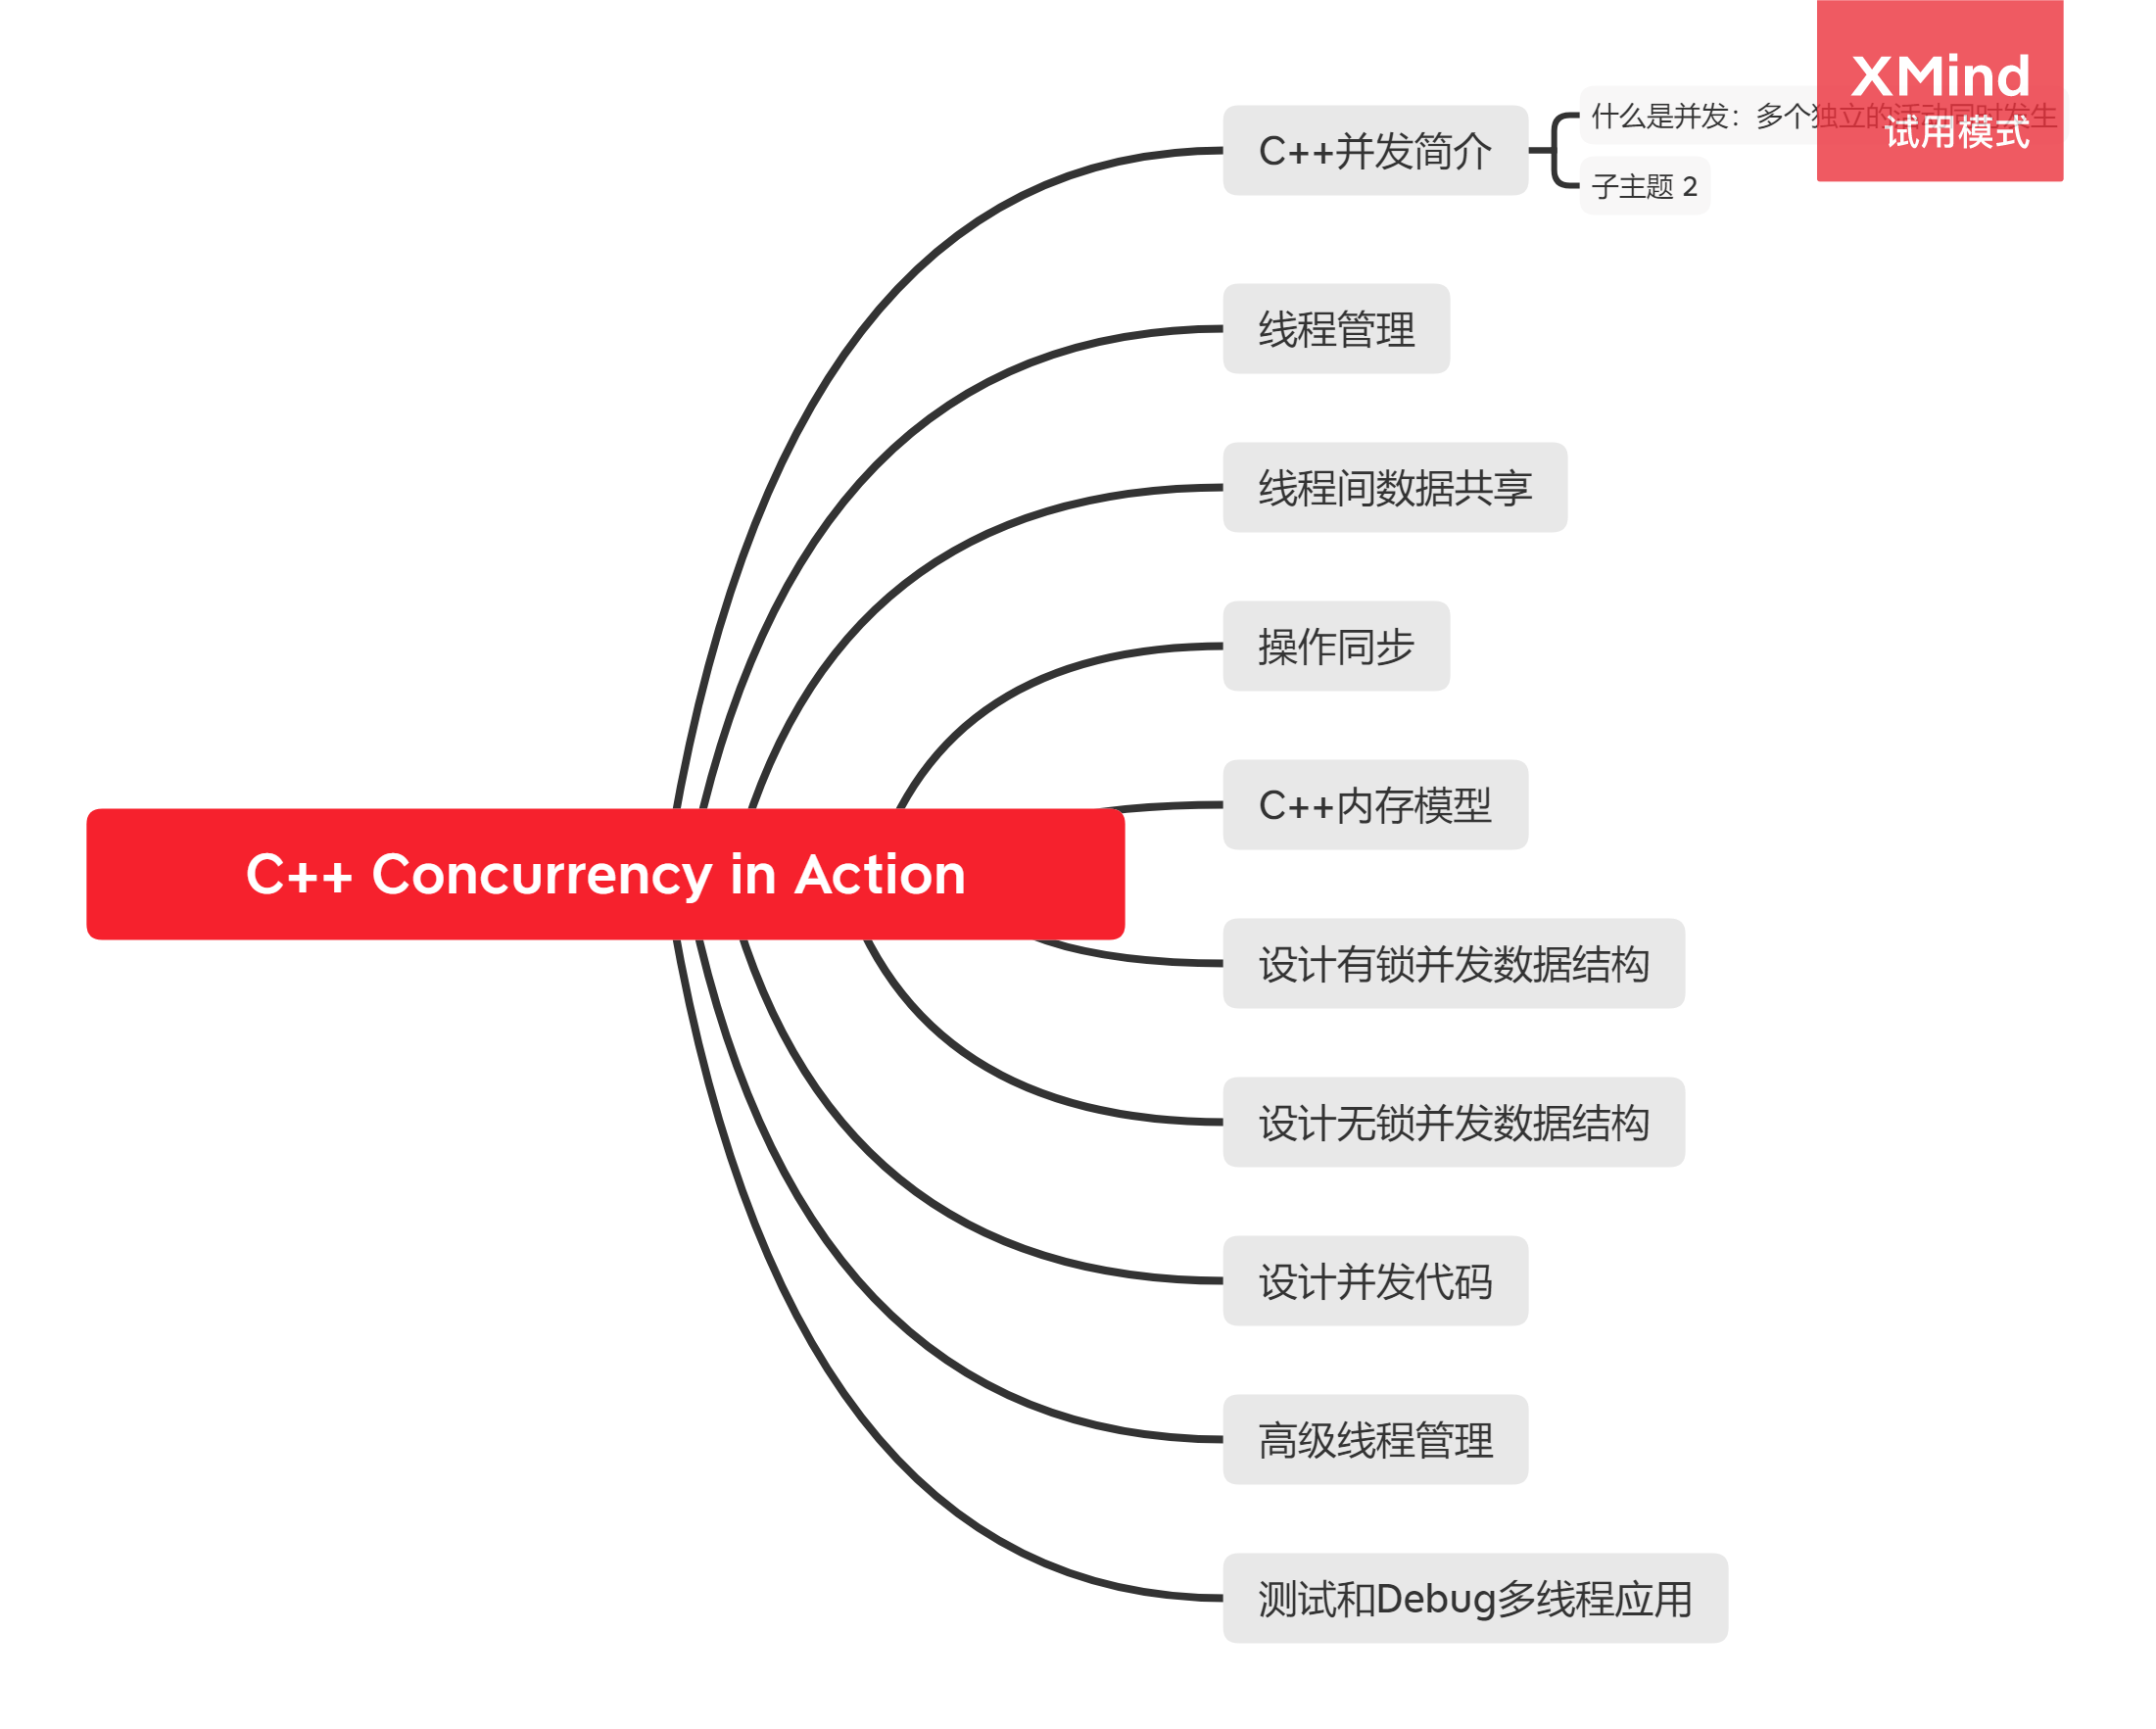 XMind
试用模式
C++并发简介
什么是并发：多个独立的活动同时发生
子主题 2
线程管理
线程间数据共享
操作同步
C++内存模型
C++ Concurrency in Action
设计有锁并发数据结构
设计无锁并发数据结构
设计并发代码
高级线程管理
测试和Debug多线程应用